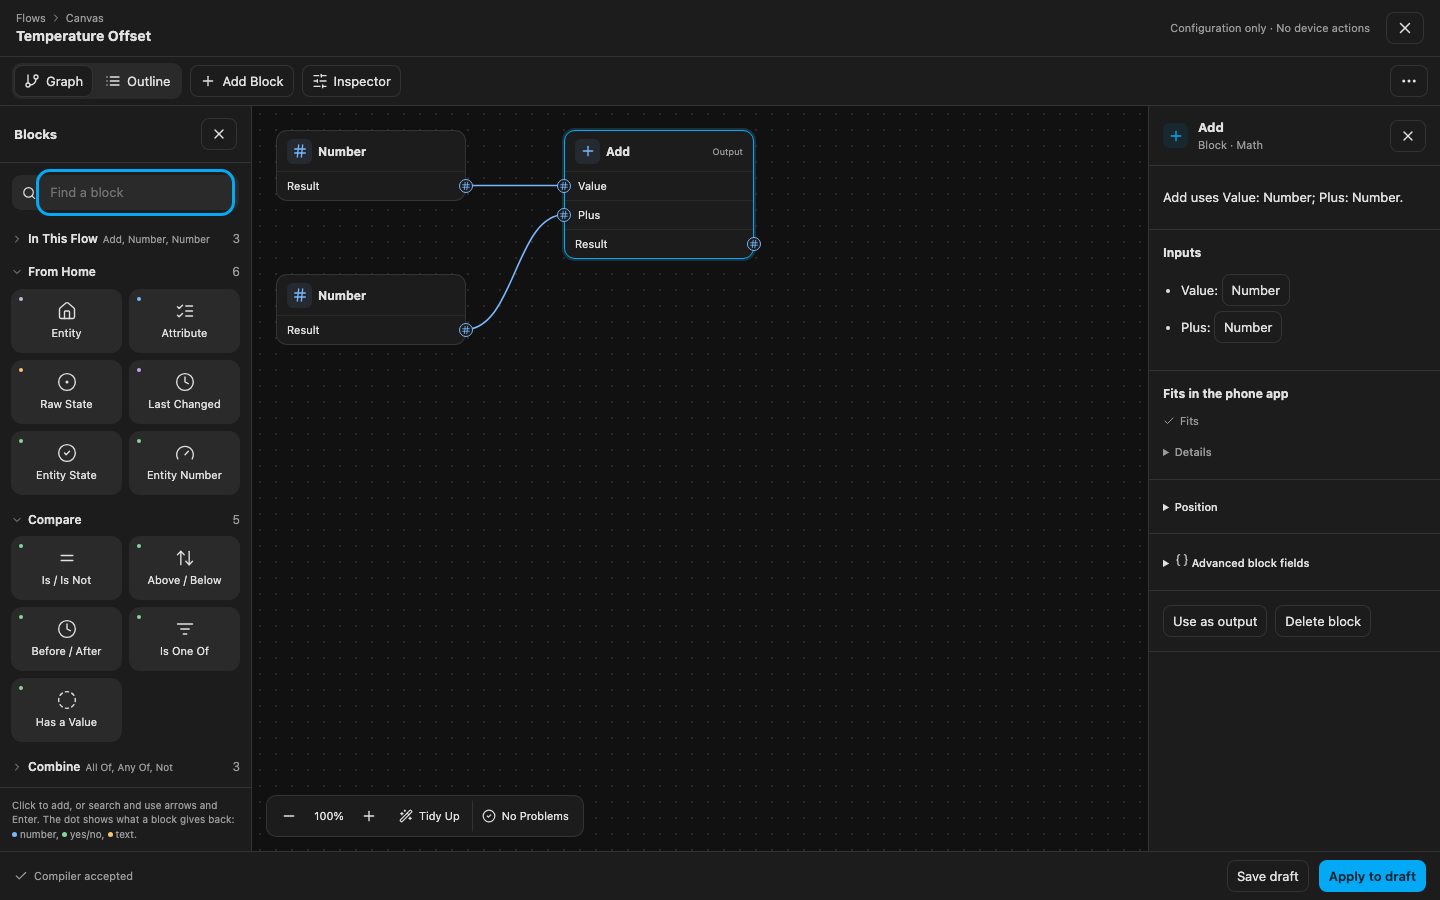 Flows > Canvas
Temperature Offset
Configuration only · No device actions
Graph
Outline
Add Block
Inspector
Blocks
Find a block
In This Flow Add, Number, Number 3
From Home 6
Entity
Attribute
Raw State
Last Changed
Entity State
Entity Number
Compare 5
Is / Is Not
Above / Below
Before / After
Is One Of
Has a Value
Combine All Of, Any Of, Not 3
Click to add, or search and use arrows and
Enter. The dot shows what a block gives back:
number, yes/no, text.
Number
Result
Number
Result
Add Output
Value
Plus
Result
100%
Tidy Up
No Problems
Add
Block · Math
Add uses Value: Number; Plus: Number.
Inputs
• Value: Number
• Plus: Number
Fits in the phone app
Fits
Details
Position
{} Advanced block fields
Use as output
Delete block
Compiler accepted
Save draft
Apply to draft